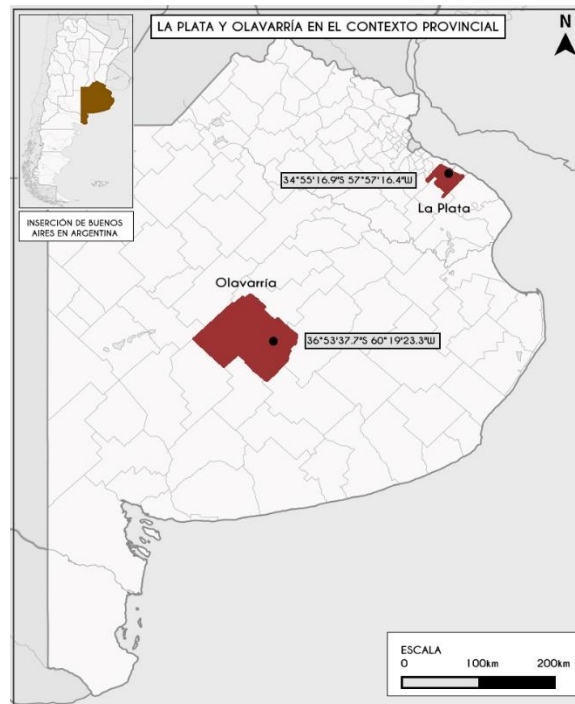 LA PLATA Y OLAVARRÍA EN EL CONTEXTO PROVINCIAL
N
INSERCIÓN DE BUENOS
AIRES EN ARGENTINA
34°55'16.9"S 57°57'16.4"W
La Plata
Olavarría
36°53'37.7"S 60°19'23.3"W
ESCALA
0 100km 200km